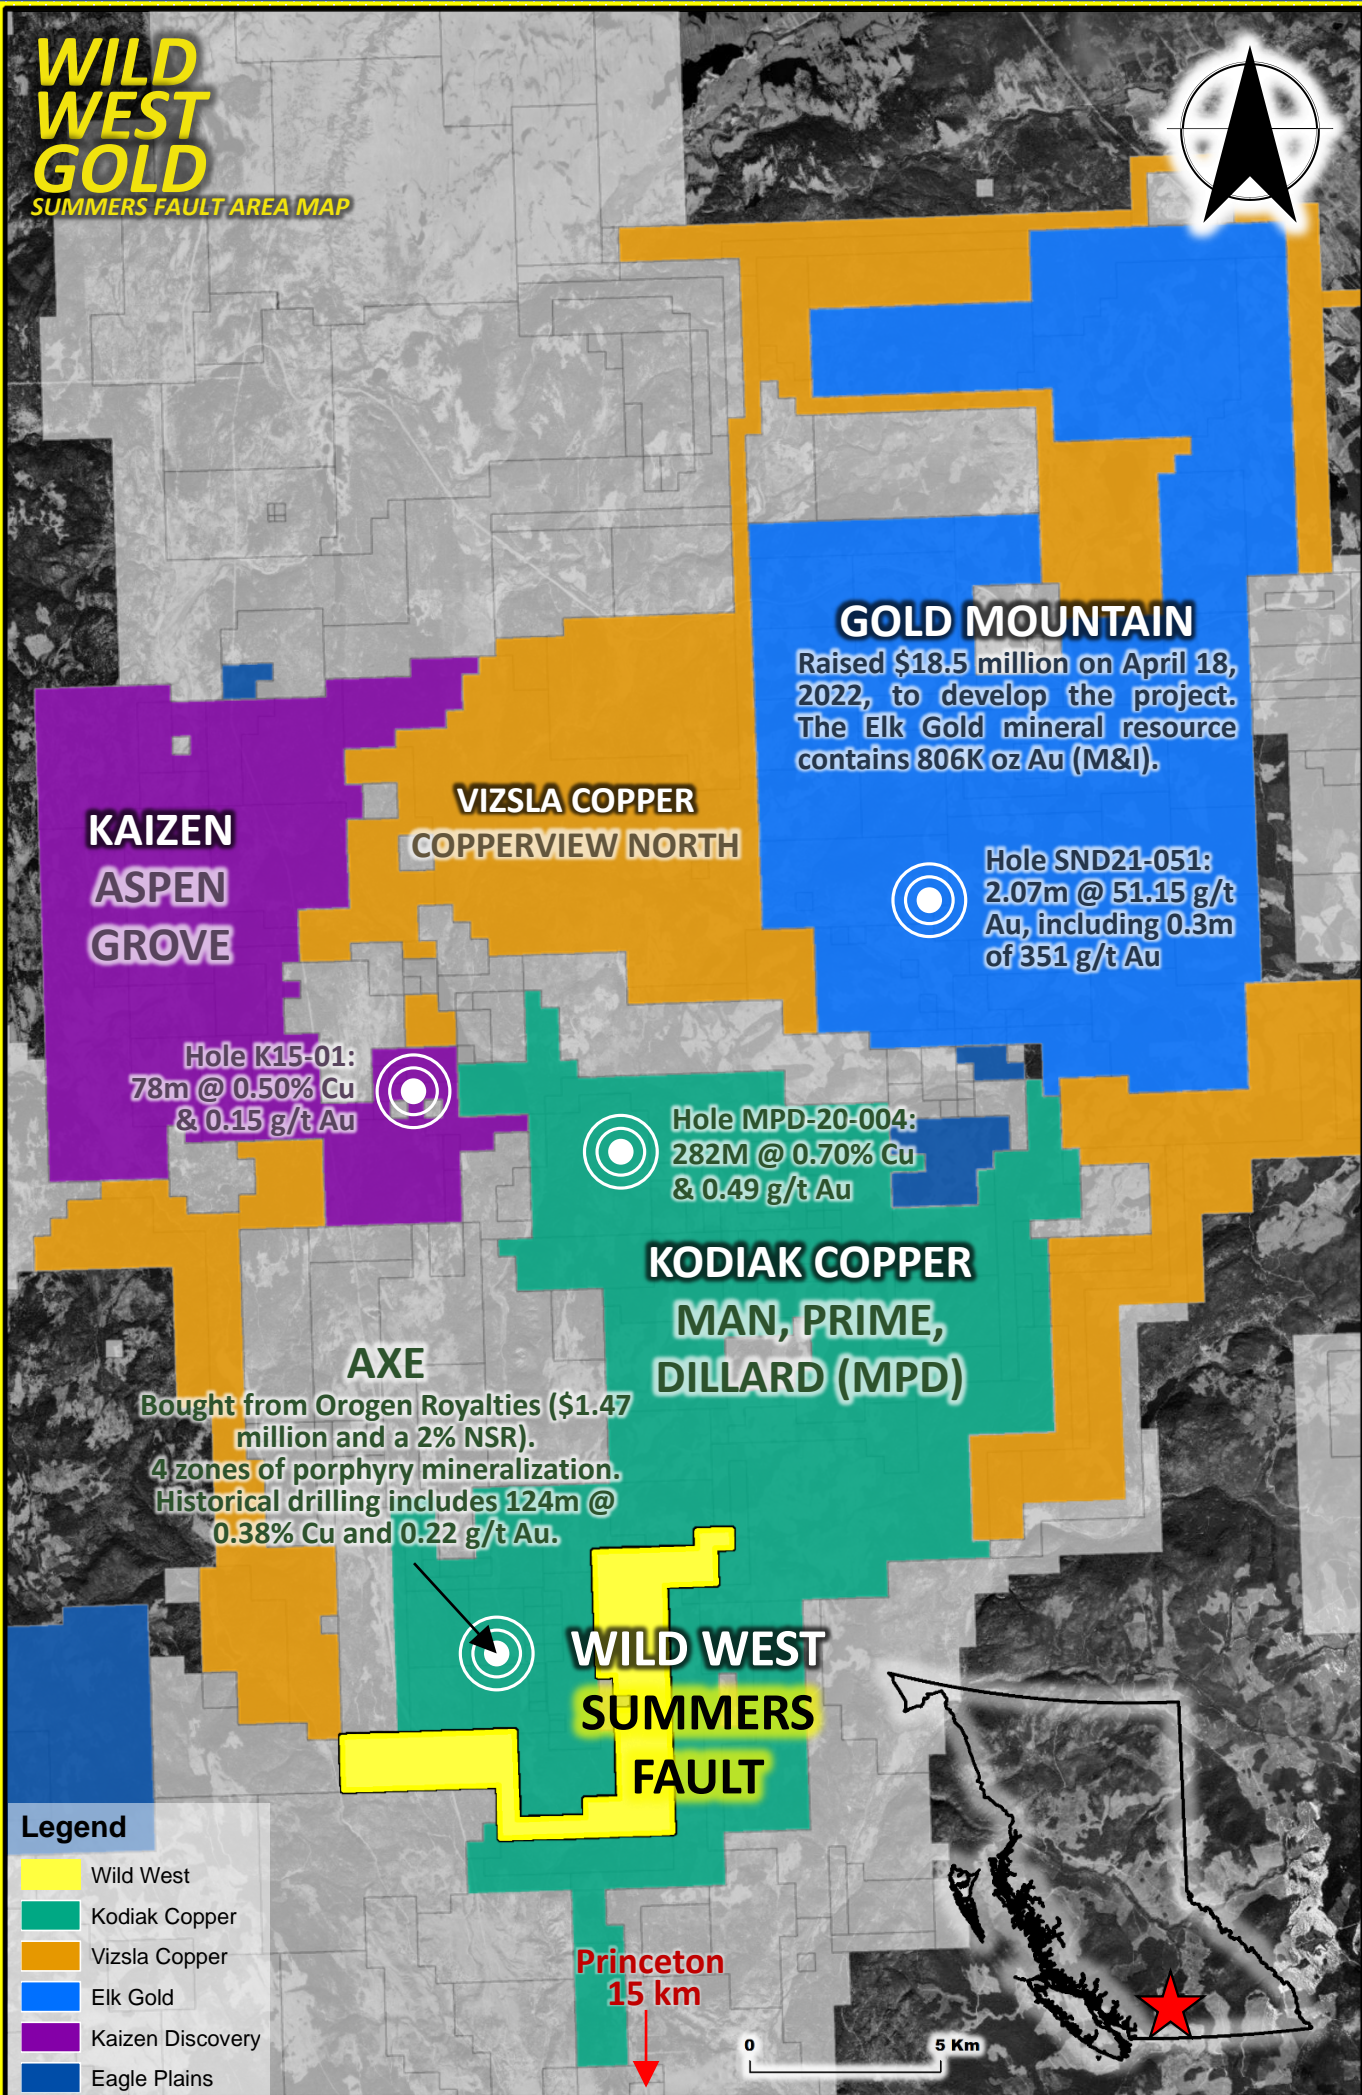 WILD
WEST
GOLD
SUMMERS FAULT AREA MAP
GOLD MOUNTAIN
Raised $18.5 million on April 18,
2022, to develop the project.
The Elk Gold mineral resource
contains 806K oz Au (M&I).
VIZSLA COPPER
COPPERVIEW NORTH
KAIZEN
ASPEN
GROVE
Hole SND21-051:
2.07m @ 51.15 g/t
Au, including 0.3m
of 351 g/t Au
Hole K15-01:
78m @ 0.50% Cu
& 0.15 g/t Au
Hole MPD-20-004:
282M @ 0.70% Cu
& 0.49 g/t Au
KODIAK COPPER
MAN, PRIME,
DILLARD (MPD)
AXE
Bought from Orogen Royalties ($1.47
million and a 2% NSR).
4 zones of porphyry mineralization.
Historical drilling includes 124m @
0.38% Cu and 0.22 g/t Au.
WILD WEST
SUMMERS
FAULT
Legend
Wild West
Kodiak Copper
Vizsla Copper
Elk Gold
Kaizen Discovery
Eagle Plains
Princeton
15 km
0 5 Km